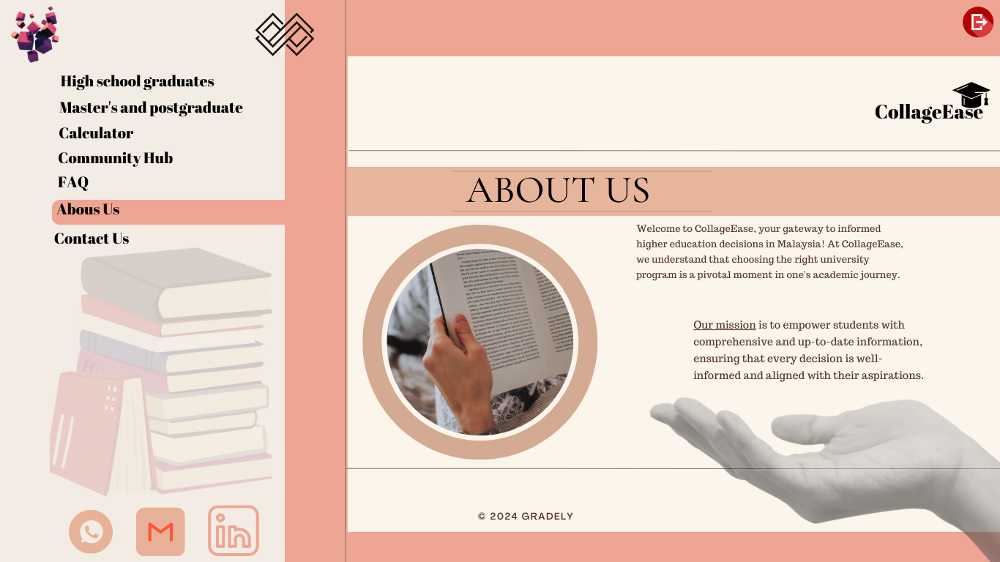 High school graduates
Master's and postgraduate
Calculator
Community Hub
FAQ
Abous Us
Contact Us
CollageEase
ABOUT US
Welcome to CollageEase, your gateway to informed
higher education decisions in Malaysia! At CollageEase,
we understand that choosing the right university
program is a pivotal moment in one's academic journey.
Our mission is to empower students with
comprehensive and up-to-date information,
ensuring that every decision is well-
informed and aligned with their aspirations.
© 2024 GRADELY